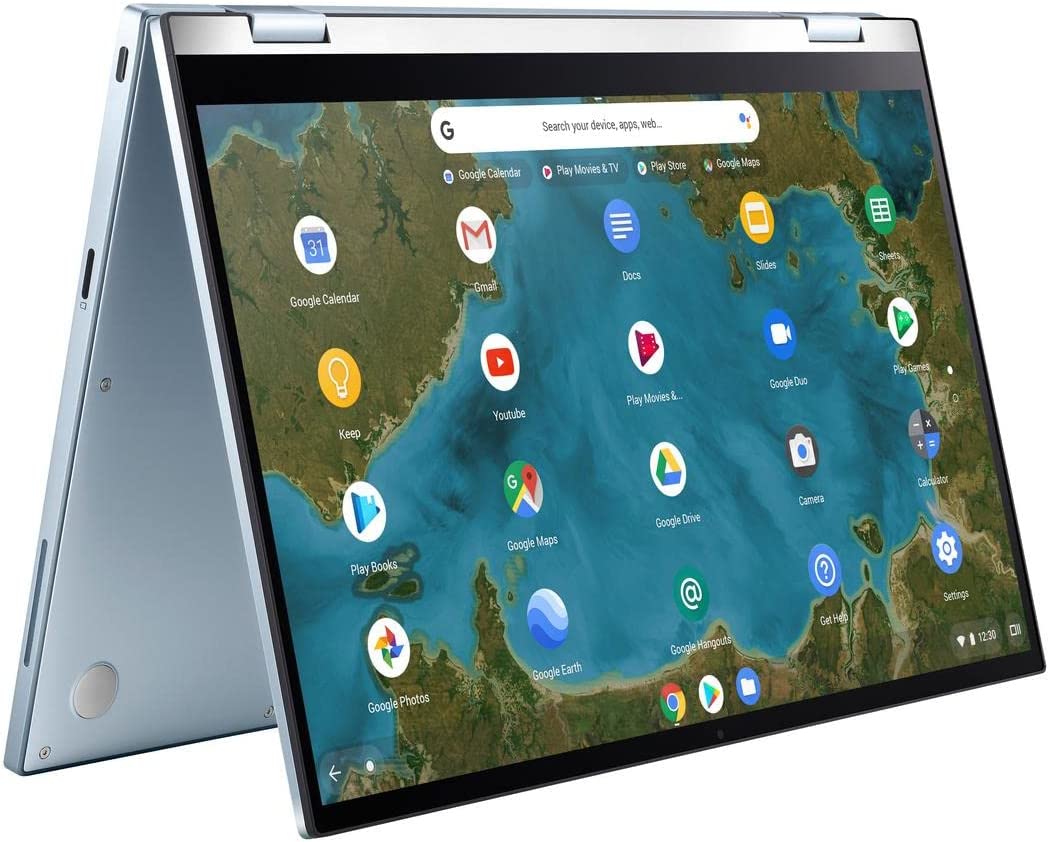 G
Search your device, apps, web...
Google Calendar
Play Movies & TV
Play Store
Google Maps
31
Google Calendar
Gmail
Docs
Slides
Sheets
Keep
Youtube
Play Movies &...
Google Duo
Play Games
Play Books
G
Google Maps
Google Drive
Camera
Calculator
Google Photos
Google Earth
@
Google Hangouts
?
Get Help
Settings
12:30